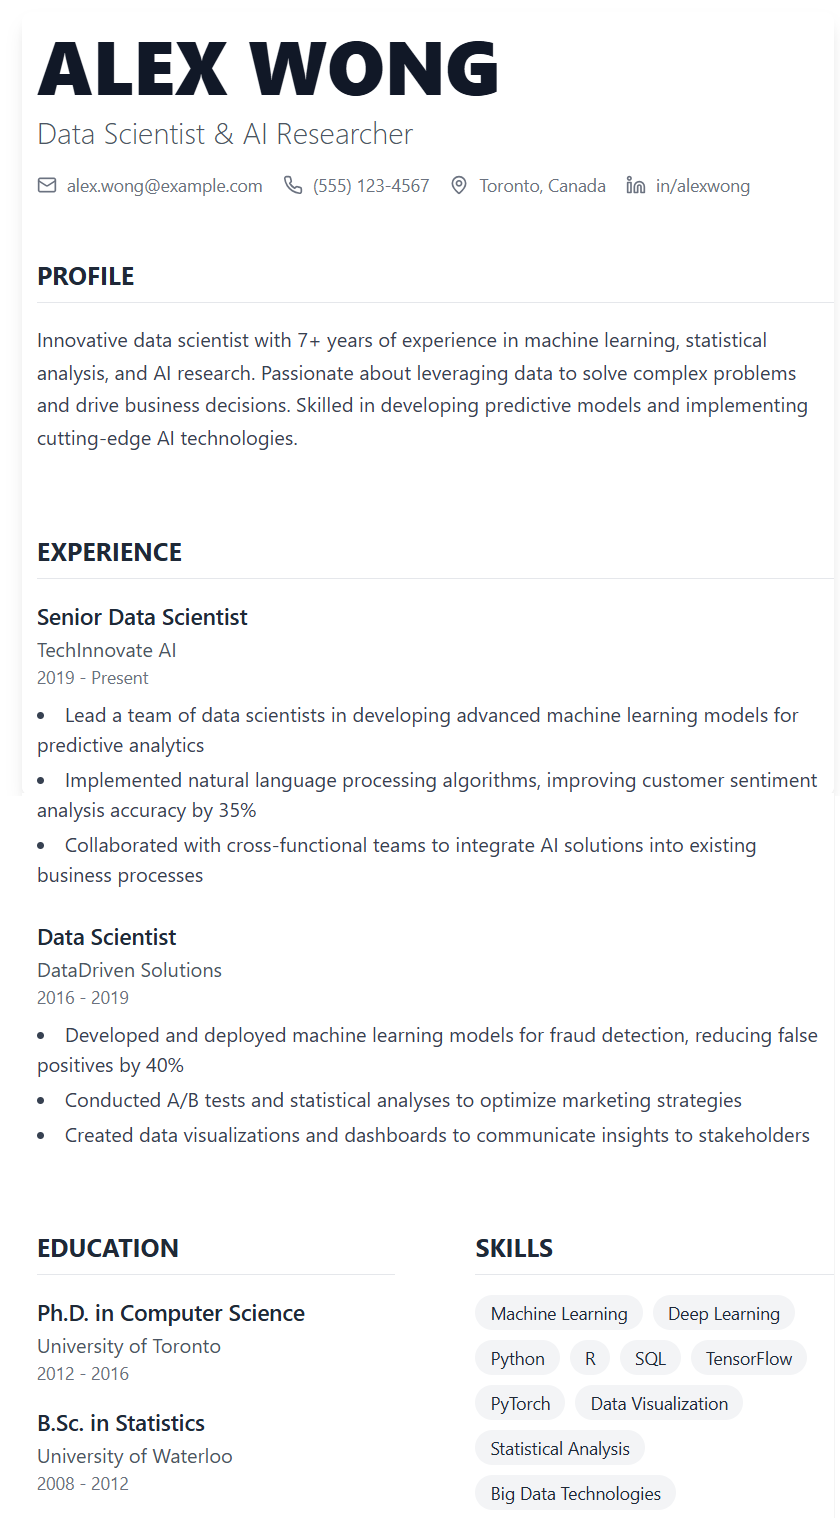 ALEX WONG
Data Scientist & AI Researcher
alex.wong@example.com (555) 123-4567 Toronto, Canada in/alexwong
PROFILE
Innovative data scientist with 7+ years of experience in machine learning, statistical
analysis, and AI research. Passionate about leveraging data to solve complex problems
and drive business decisions. Skilled in developing predictive models and implementing
cutting-edge AI technologies.
EXPERIENCE
Senior Data Scientist
TechInnovate AI
2019 - Present
• Lead a team of data scientists in developing advanced machine learning models for
predictive analytics
• Implemented natural language processing algorithms, improving customer sentiment
analysis accuracy by 35%
• Collaborated with cross-functional teams to integrate AI solutions into existing
business processes
Data Scientist
DataDriven Solutions
2016 - 2019
• Developed and deployed machine learning models for fraud detection, reducing false
positives by 40%
• Conducted A/B tests and statistical analyses to optimize marketing strategies
• Created data visualizations and dashboards to communicate insights to stakeholders
EDUCATION
Ph.D. in Computer Science
University of Toronto
2012 - 2016
B.Sc. in Statistics
University of Waterloo
2008 - 2012
SKILLS
Machine Learning Deep Learning
Python R SQL TensorFlow
PyTorch Data Visualization
Statistical Analysis
Big Data Technologies